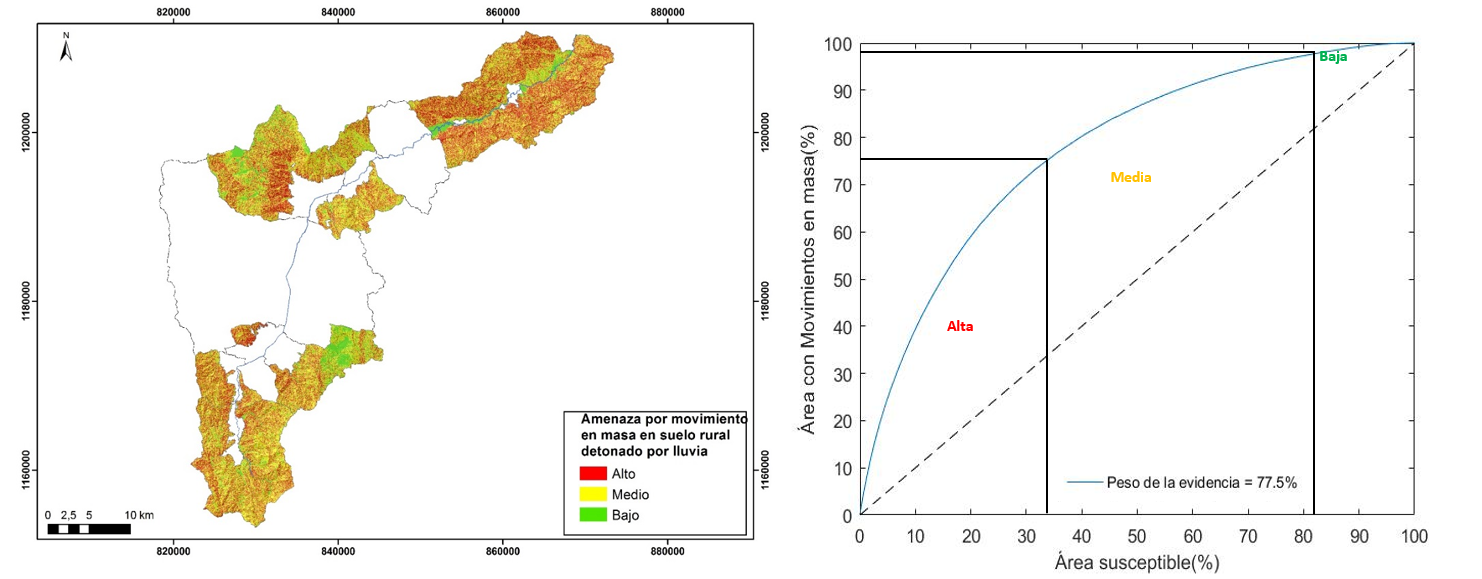 820000 840000 860000 880000
N
1200000
1180000
1160000
1200000
1180000
1160000
Amenaza por movimiento
en masa en suelo rural
detonado por lluvia
Alto
Medio
Bajo
0 2,5 5 10 km
820000 840000 860000 880000
Área con Movimientos en masa(%)
100
90
80
70
60
50
40
30
20
10
0
Baja
Media
Alta
Peso de la evidencia = 77.5%
0 10 20 30 40 50 60 70 80 90 100
Área susceptible(%)